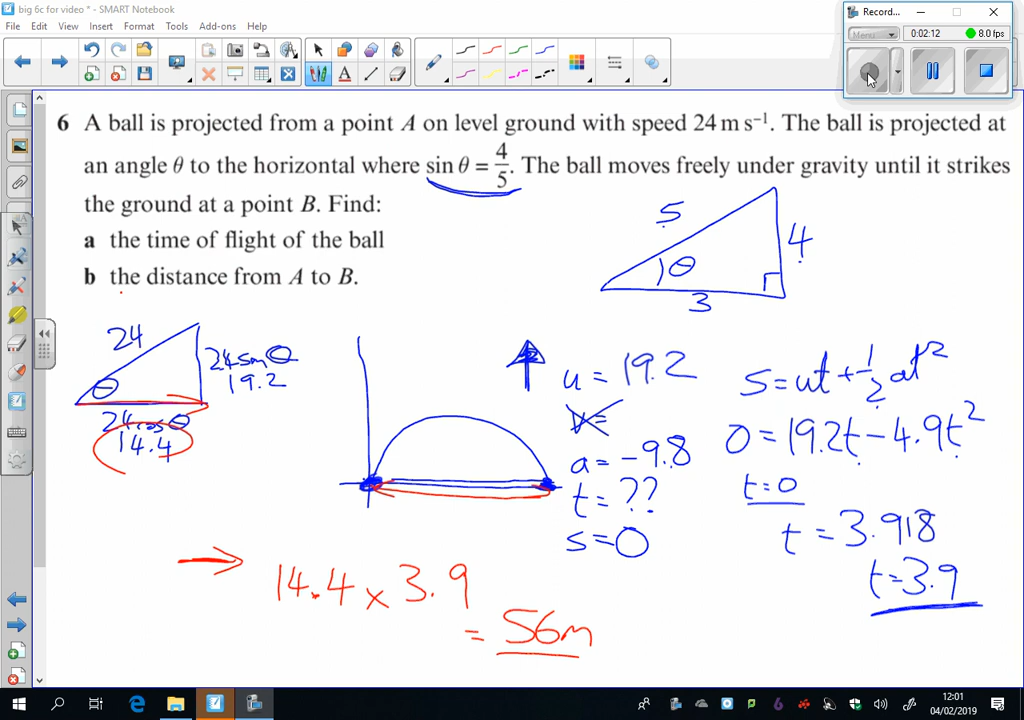 big 6c for video * - SMART Notebook
File Edit View Insert Format Tools Add-ons Help
Record...
Menu
0:02:12
8.0 fps
6 A ball is projected from a point A on level ground with speed 24 m s⁻¹. The ball is projected at
an angle θ to the horizontal where sin θ = 4/5. The ball moves freely under gravity until it strikes
the ground at a point B. Find:
a the time of flight of the ball
b the distance from A to B.
5
4
θ
3
24
24sinθ
19.2
θ
24cosθ
14.4
u = 19.2
v=
a = -9.8
t = ??
s=0
s=ut+½at²
0=19.2t-4.9t²
t=0
t=3.918
t=3.9
→ 14.4 × 3.9
= 56m
12:01
04/02/2019